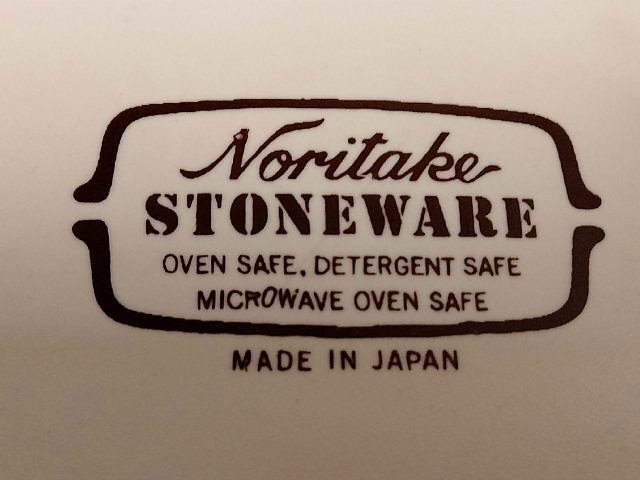 Noritake
STONEWARE
OVEN SAFE, DETERGENT SAFE
MICROWAVE OVEN SAFE
MADE IN JAPAN